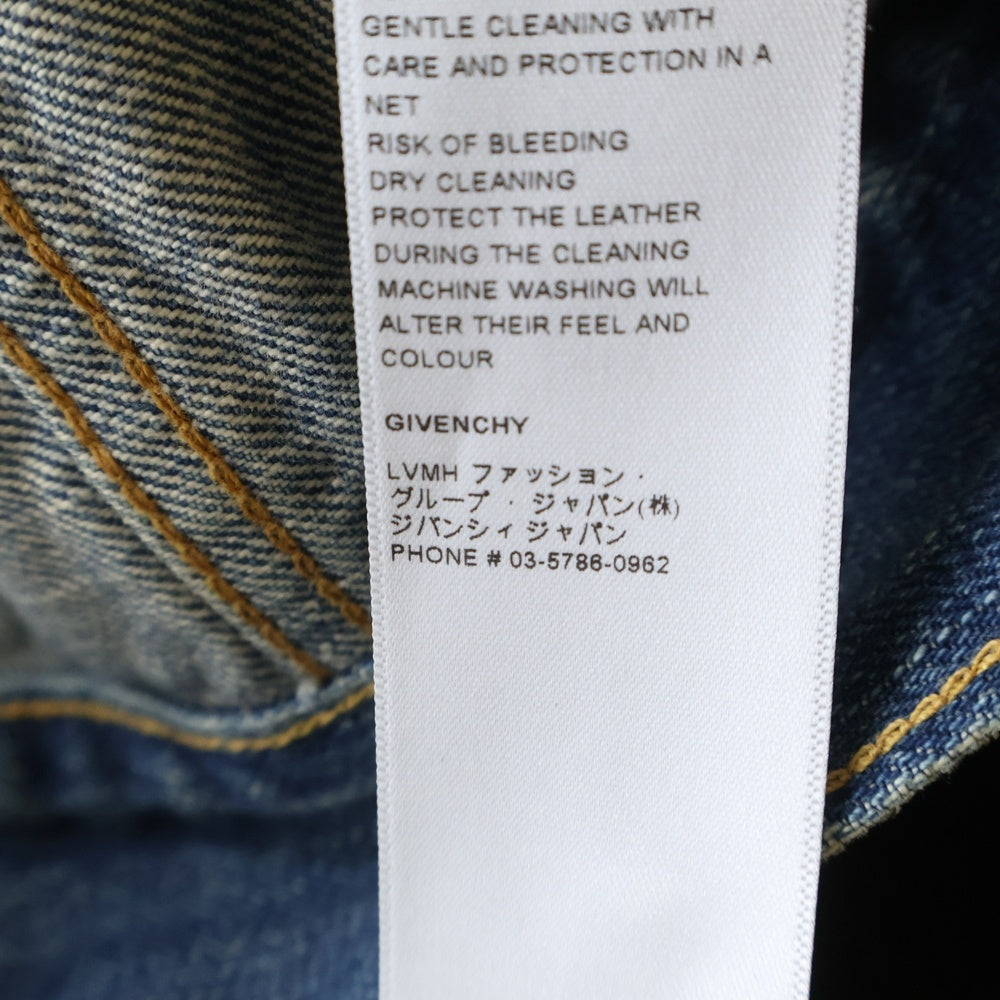 GENTLE CLEANING WITH
CARE AND PROTECTION IN A
NET
RISK OF BLEEDING
DRY CLEANING
PROTECT THE LEATHER
DURING THE CLEANING
MACHINE WASHING WILL
ALTER THEIR FEEL AND
COLOUR
GIVENCHY
LVMH ファッション・
グループ・ジャパン(株)
ジバンシィ ジャパン
PHONE # 03-5786-0962